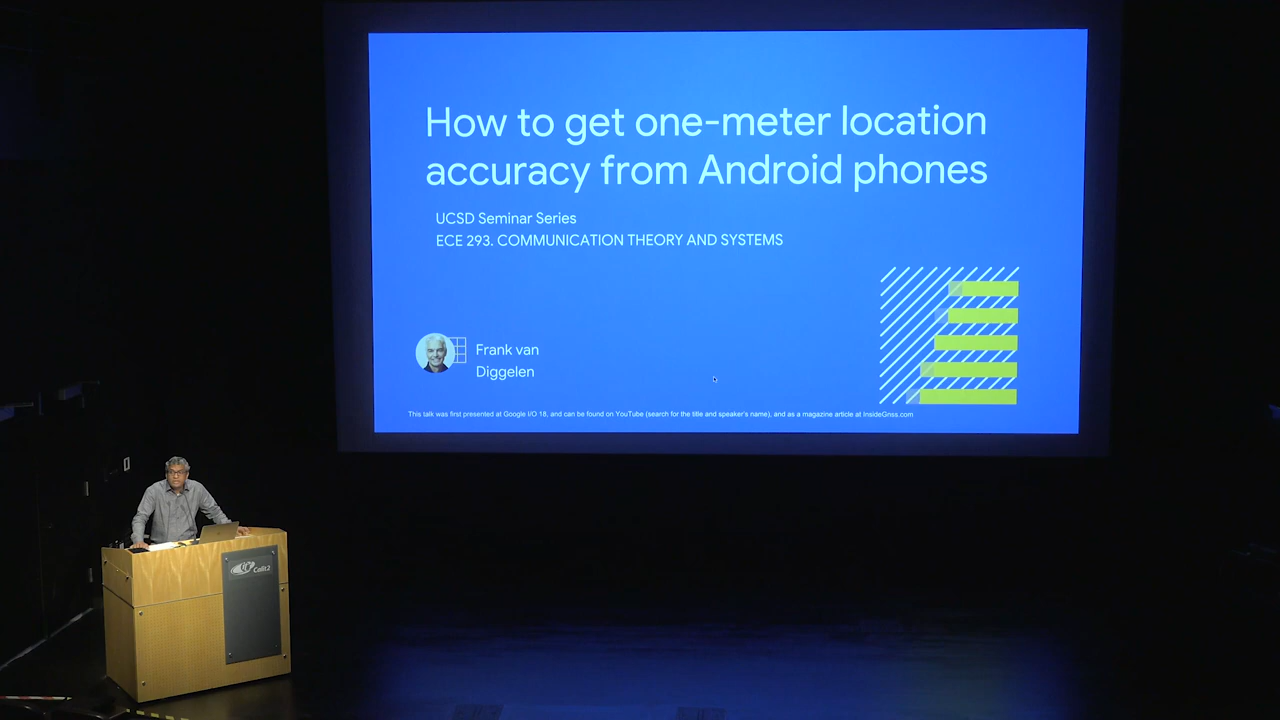 How to get one-meter location
accuracy from Android phones
UCSD Seminar Series
ECE 293. COMMUNICATION THEORY AND SYSTEMS
Frank van
Diggelen
This talk was first presented at Google I/O 18, and can be found on YouTube (search for the title and speaker's name), and as a magazine article at InsideGnss.com
Calit2